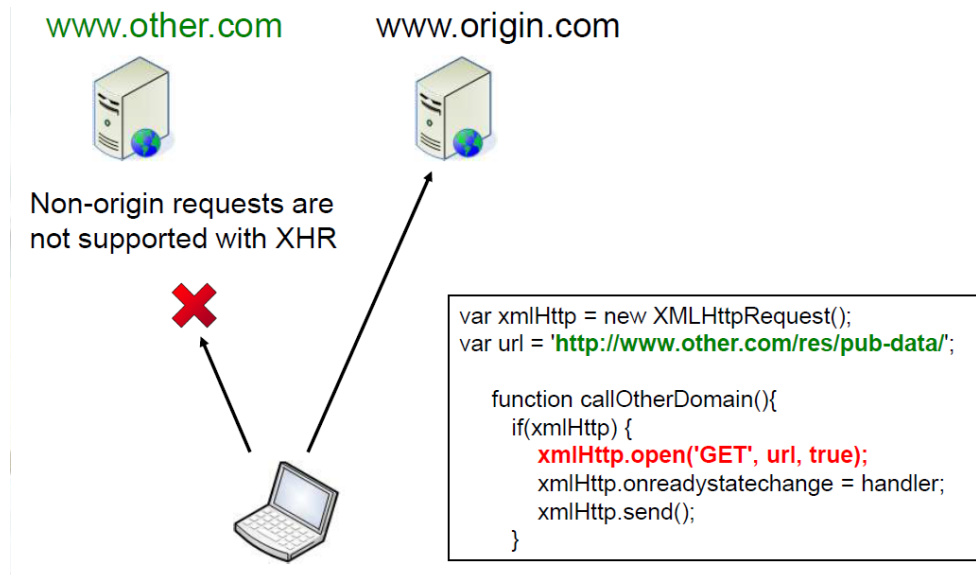 www.other.com
www.origin.com
Non-origin requests are
not supported with XHR
var xmlHttp = new XMLHttpRequest();
var url = 'http://www.other.com/res/pub-data/';
function callOtherDomain(){
if(xmlHttp) {
xmlHttp.open('GET', url, true);
xmlHttp.onreadystatechange = handler;
xmlHttp.send();
}